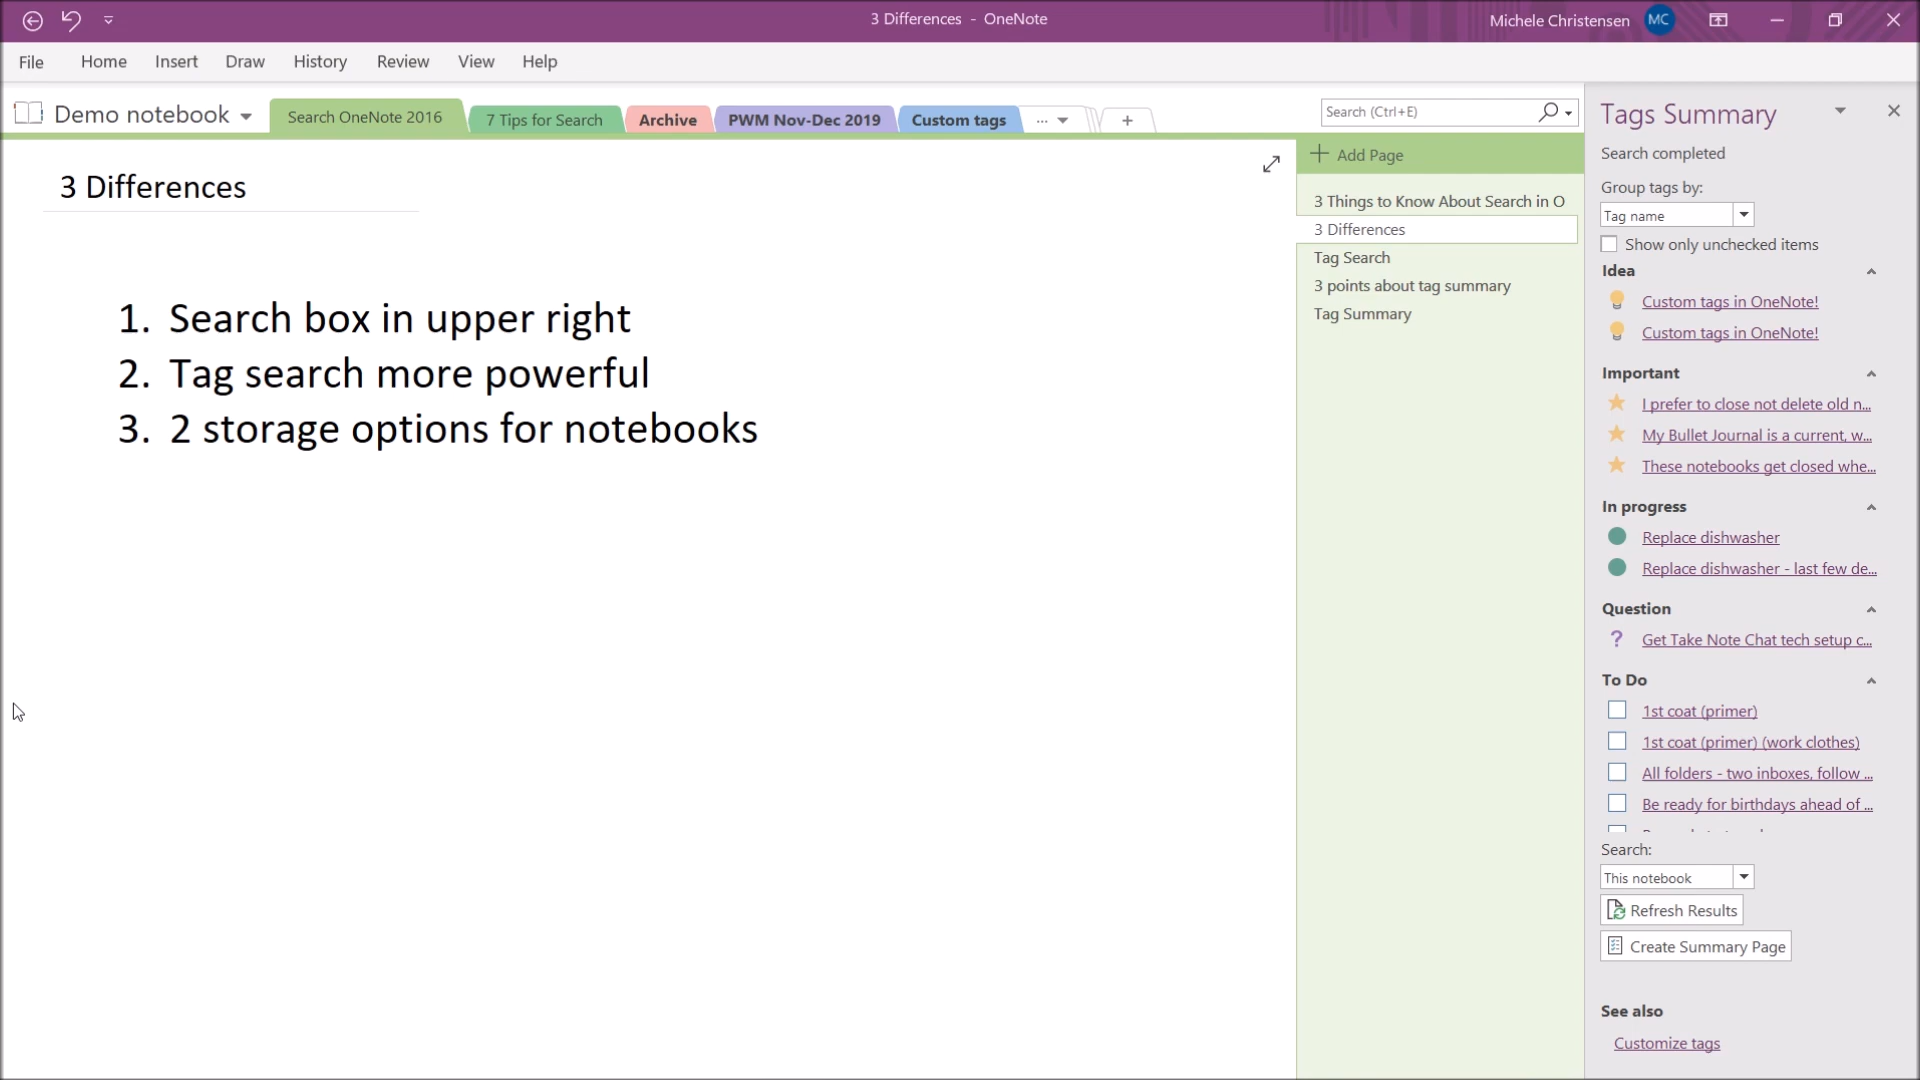 3 Differences - OneNote
Michele Christensen MC
File Home Insert Draw History Review View Help
Demo notebook
Search OneNote 2016
7 Tips for Search
Archive
PWM Nov-Dec 2019
Custom tags
...
Search (Ctrl+E)
3 Differences
1. Search box in upper right
2. Tag search more powerful
3. 2 storage options for notebooks
Add Page
3 Things to Know About Search in O
3 Differences
Tag Search
3 points about tag summary
Tag Summary
Tags Summary
Search completed
Group tags by:
Tag name
Show only unchecked items
Idea
Custom tags in OneNote!
Custom tags in OneNote!
Important
I prefer to close not delete old n...
My Bullet Journal is a current, w...
These notebooks get closed whe...
In progress
Replace dishwasher
Replace dishwasher - last few de...
Question
? Get Take Note Chat tech setup c...
To Do
1st coat (primer)
1st coat (primer) (work clothes)
All folders - two inboxes, follow ...
Be ready for birthdays ahead of ...
Search:
This notebook
Refresh Results
Create Summary Page
See also
Customize tags